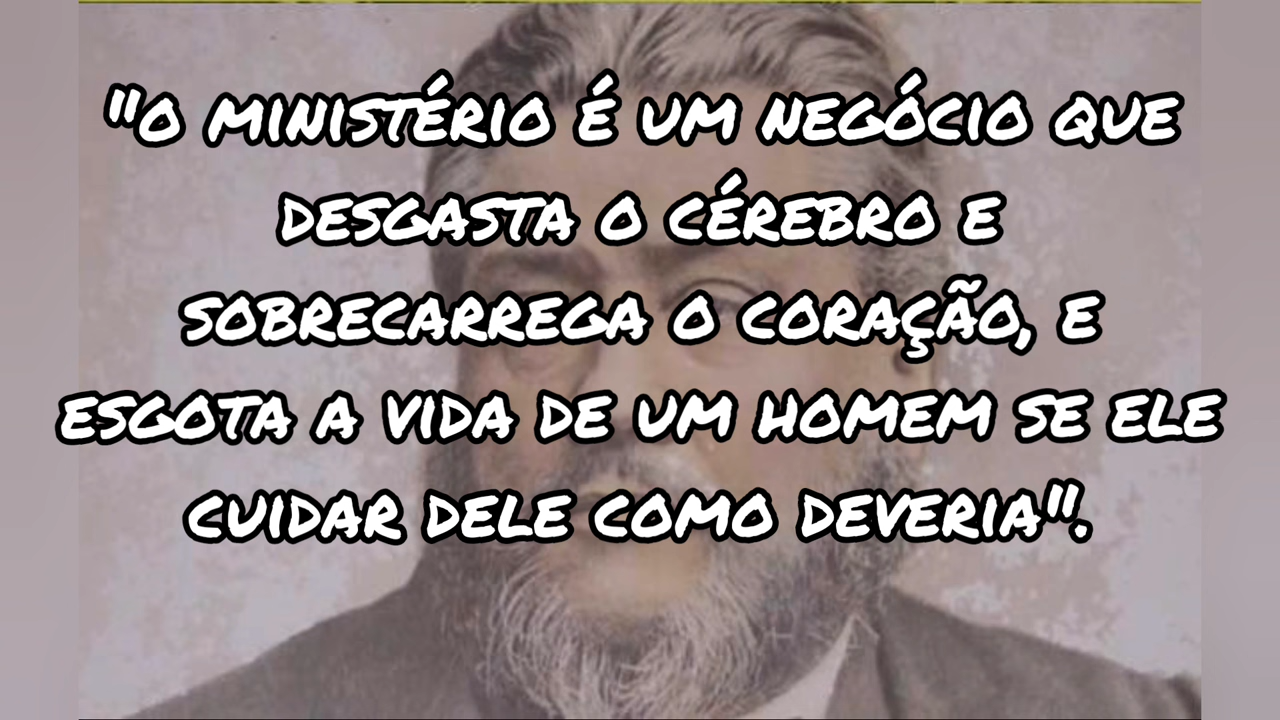 "O MINISTÉRIO É UM NEGÓCIO QUE
DESGASTA O CÉREBRO E
SOBRECARREGA O CORAÇÃO, E
ESGOTA A VIDA DE UM HOMEM SE ELE
CUIDAR DELE COMO DEVERIA".